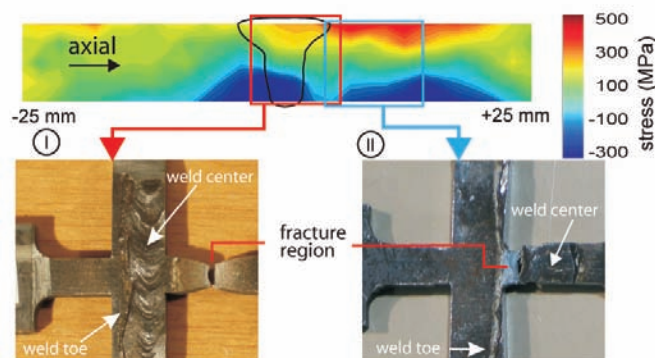 axial
-25 mm
+25 mm
500
300
100
-100
-300
stress (MPa)
I
II
weld center
weld center
fracture
region
weld toe
weld toe